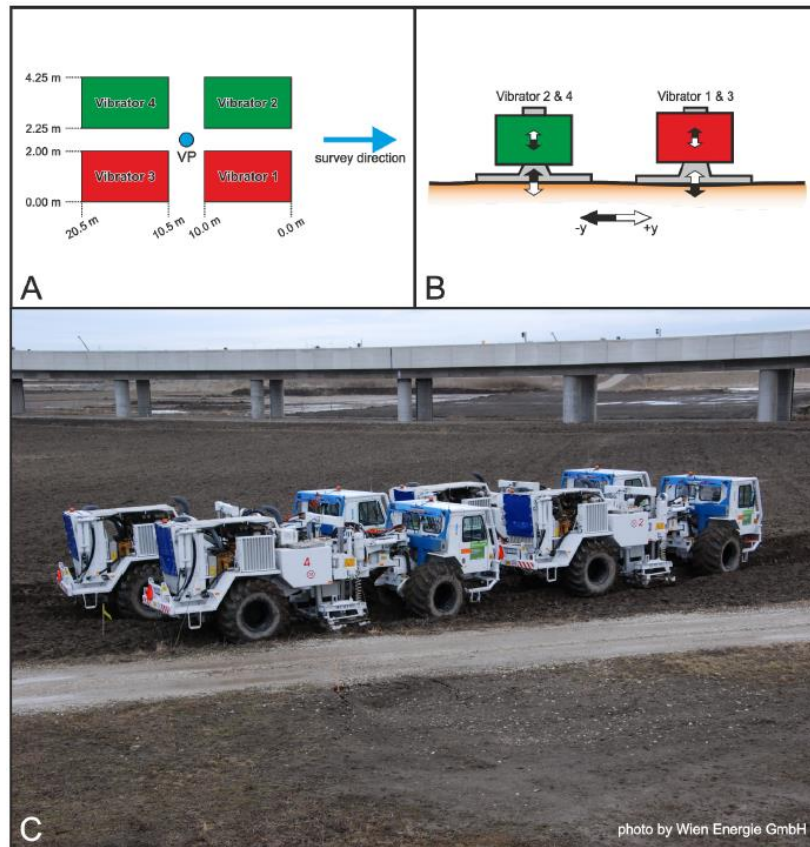 4.25 m
Vibrator 4
Vibrator 2
2.25 m
VP
2.00 m
survey direction
Vibrator 3
Vibrator 1
0.00 m
20.5 m
10.5 m
10.0 m
0.0 m
A
Vibrator 2 & 4
Vibrator 1 & 3
-y
+y
B
4
2
C
photo by Wien Energie GmbH